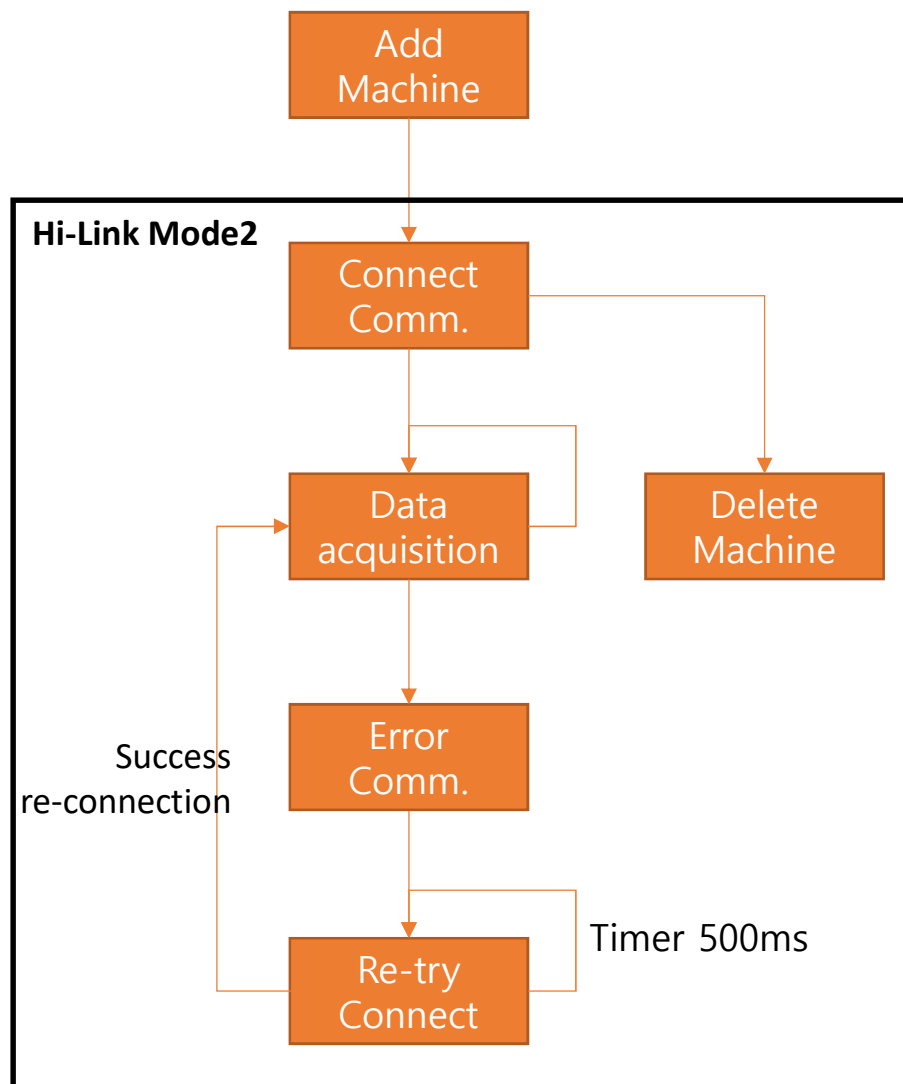 Add
Machine
Hi-Link Mode2
Connect
Comm.
Data
acquisition
Delete
Machine
Error
Comm.
Success
re-connection
Timer 500ms
Re-try
Connect